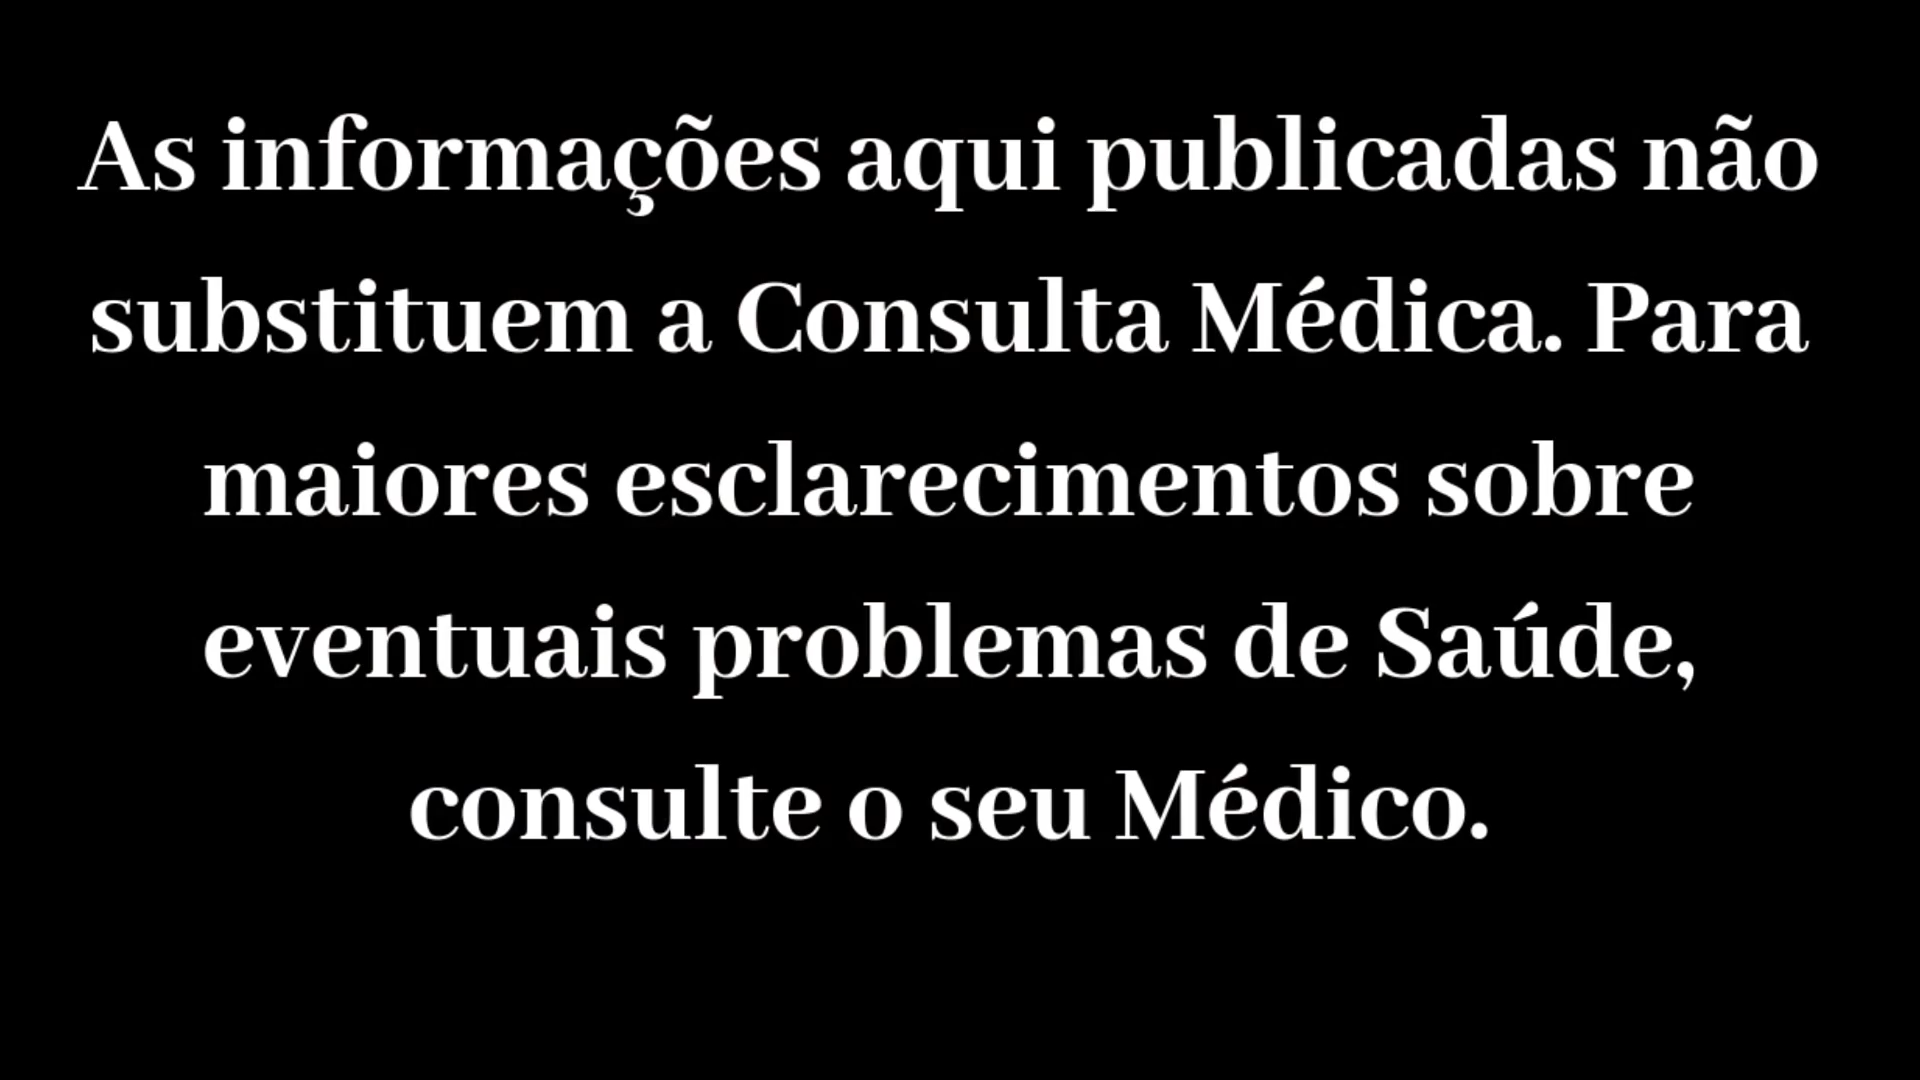 As informações aqui publicadas não
substituem a Consulta Médica. Para
maiores esclarecimentos sobre
eventuais problemas de Saúde,
consulte o seu Médico.